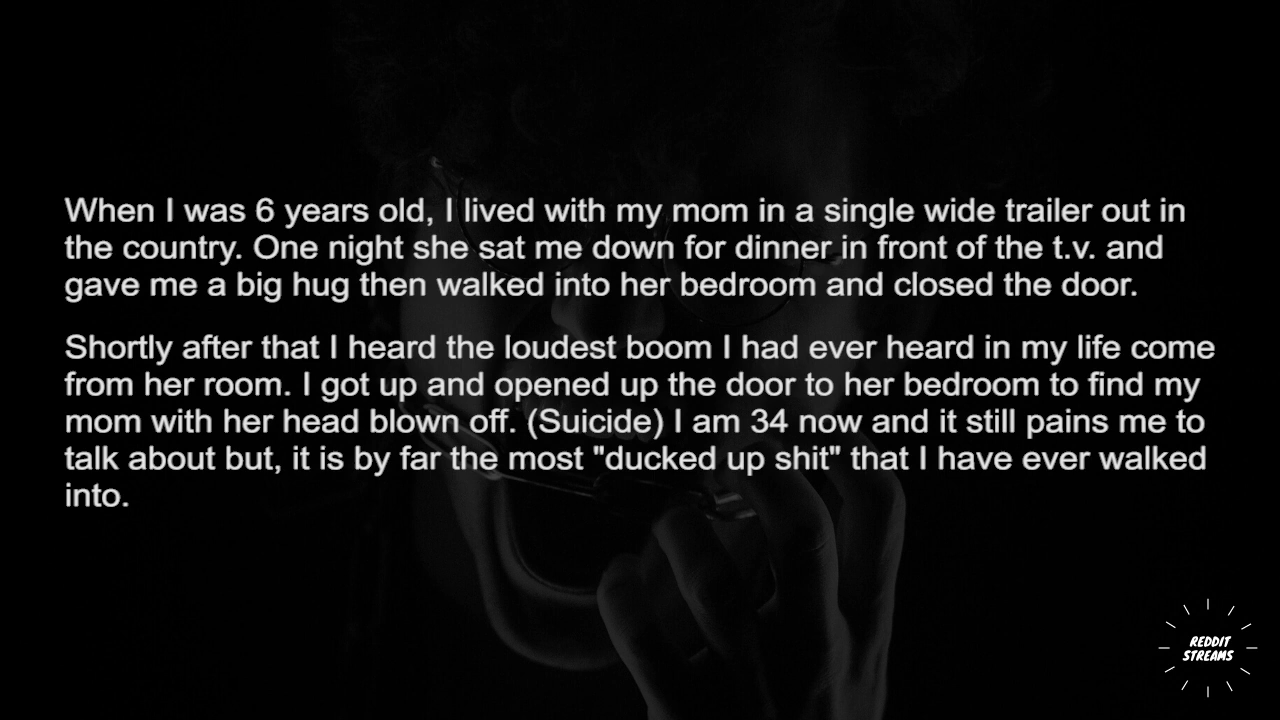 When I was 6 years old, I lived with my mom in a single wide trailer out in
the country. One night she sat me down for dinner in front of the t.v. and
gave me a big hug then walked into her bedroom and closed the door.
Shortly after that I heard the loudest boom I had ever heard in my life come
from her room. I got up and opened up the door to her bedroom to find my
mom with her head blown off. (Suicide) I am 34 now and it still pains me to
talk about but, it is by far the most "ducked up shit" that I have ever walked
into.
REDDIT
STREAMS